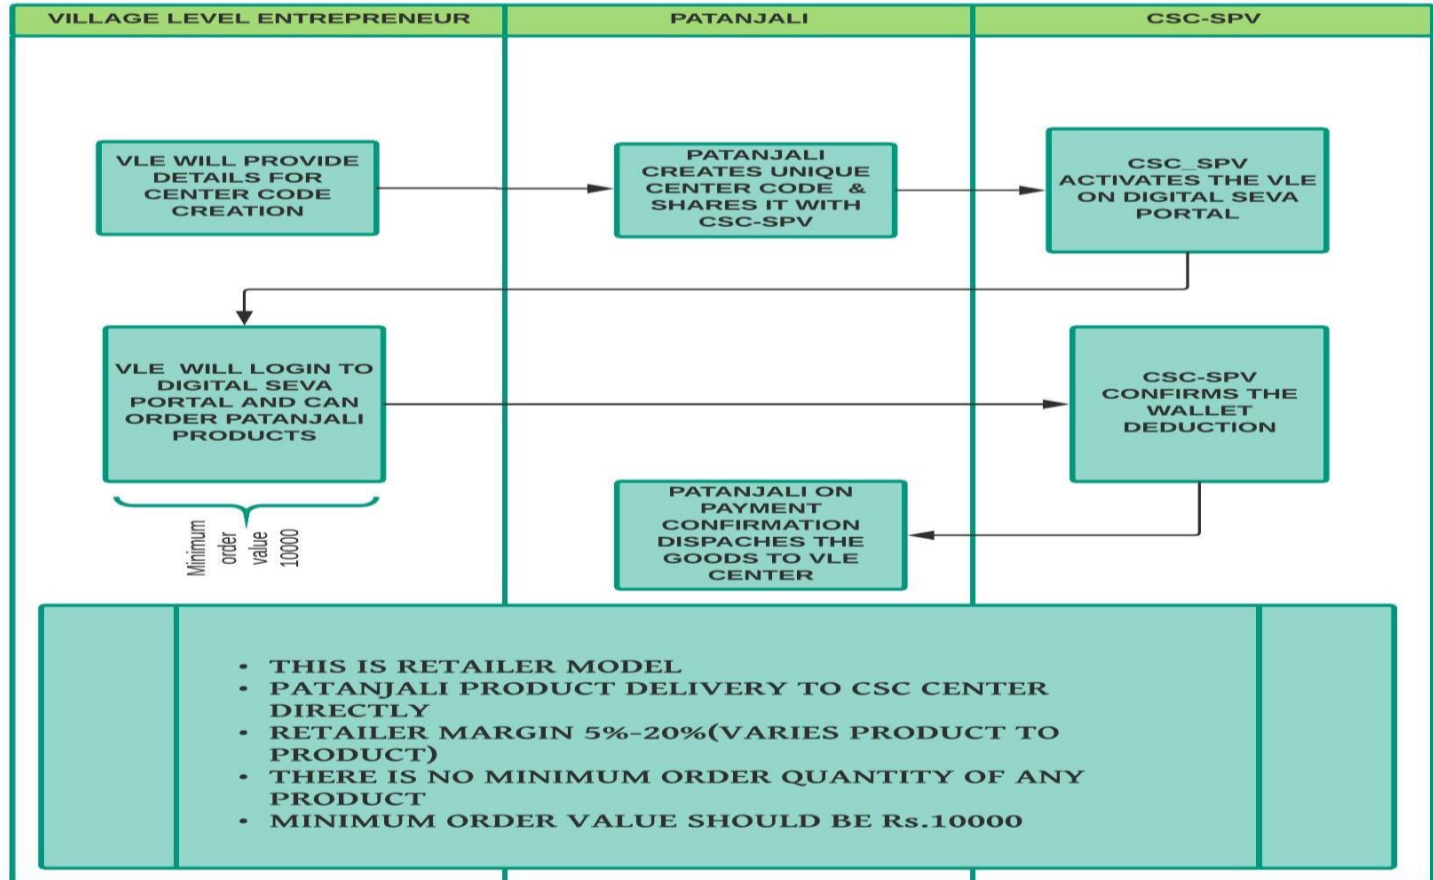 VILLAGE LEVEL ENTREPRENEUR
PATANJALI
CSC-SPV
VLE WILL PROVIDE
DETAILS FOR
CENTER CODE
CREATION
PATANJALI
CREATES UNIQUE
CENTER CODE & 
SHARES IT WITH
CSC-SPV
CSC_SPV
ACTIVATES THE VLE
ON DIGITAL SEVA
PORTAL
VLE WILL LOGIN TO
DIGITAL SEVA
PORTAL AND CAN
ORDER PATANJALI
PRODUCTS
CSC-SPV
CONFIRMS THE
WALLET
DEDUCTION
Minimum
order
value
10000
PATANJALI ON
PAYMENT
CONFIRMATION
DISPACHES THE
GOODS TO VLE
CENTER
• THIS IS RETAILER MODEL
• PATANJALI PRODUCT DELIVERY TO CSC CENTER
DIRECTLY
• RETAILER MARGIN 5%-20%(VARIES PRODUCT TO
PRODUCT)
• THERE IS NO MINIMUM ORDER QUANTITY OF ANY
PRODUCT
• MINIMUM ORDER VALUE SHOULD BE Rs.10000